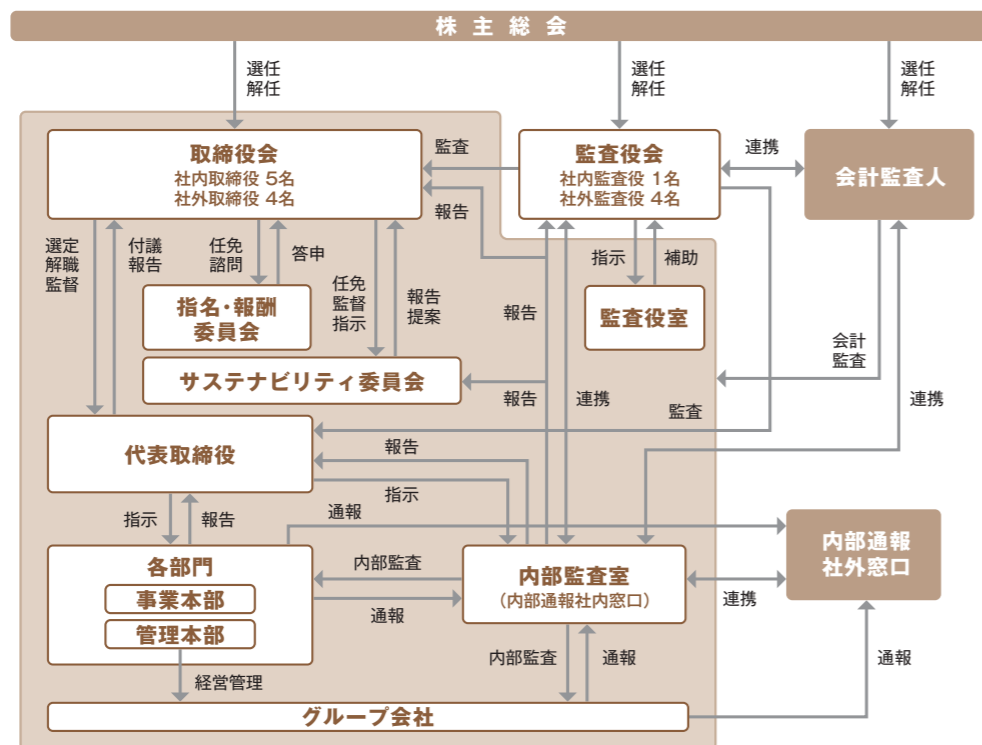 株主総会
選任
解任
選任
解任
選任
解任
取締役会
社内取締役 5名
社外取締役 4名
監査
報告
監査役会
社内監査役 1名
社外監査役 4名
連携
会計監査人
選定
解職
監督
付議
報告
任免
諮問
答申
任免
監督
指示
報告
提案
報告
指示
補助
指名・報酬
委員会
監査役室
会計
監査
サステナビリティ委員会
報告
連携
連携
監査
代表取締役
報告
指示
指示
報告
通報
内部通報
社外窓口
各部門
事業本部
管理本部
内部監査
通報
内部監査室
（内部通報社内窓口）
連携
経営管理
内部監査
通報
通報
グループ会社